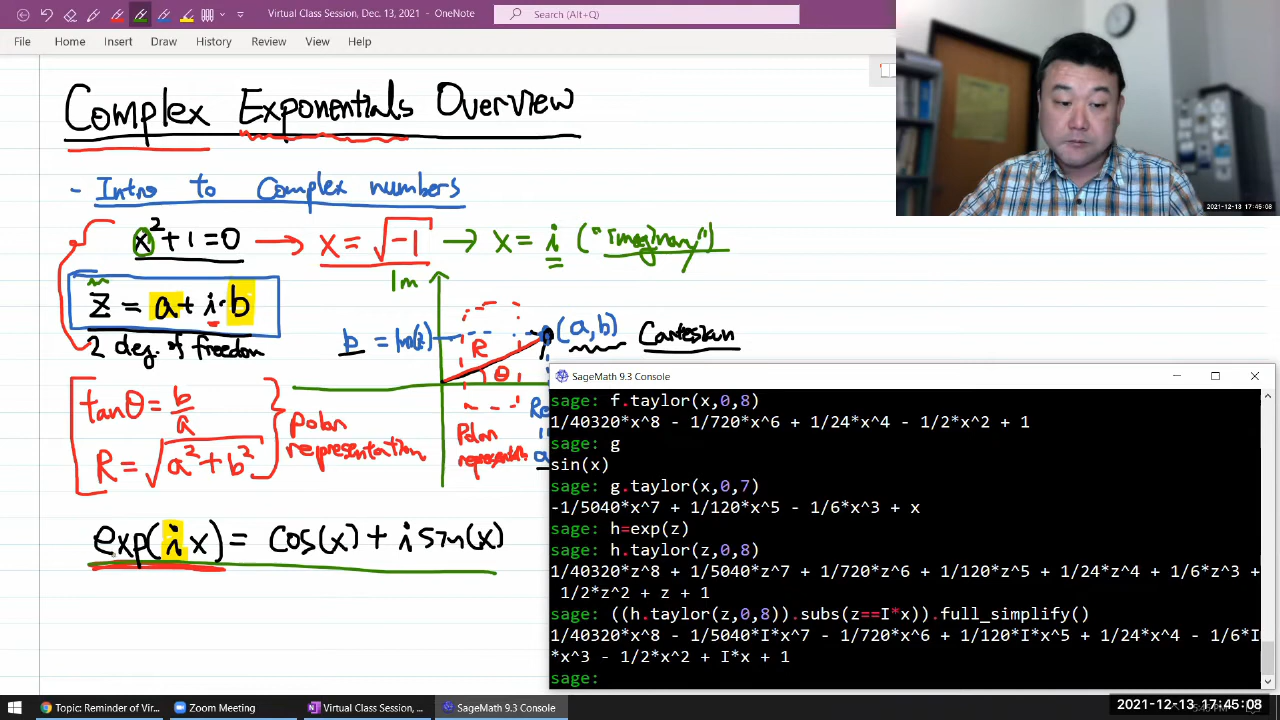 Virtual Class Session, Dec. 13, 2021 - OneNote
Search (Alt+Q)
File Home Insert Draw History Review View Help
Complex Exponentials Overview
- Intro to Complex numbers
x²+1=0 → x = √-1 → x = i ("Imaginary")
Im
z = a+i·b
2 deg. of freedom
b = Im(z)
(a,b) Cartesian
R
θ
tanθ = b/a
R = √a²+b²
Polar representation
Polar
exp(ix) = cos(x) + i sin(x)
SageMath 9.3 Console
sage: f.taylor(x,0,8)
1/40320*x^8 - 1/720*x^6 + 1/24*x^4 - 1/2*x^2 + 1
sage: g
sin(x)
sage: g.taylor(x,0,7)
-1/5040*x^7 + 1/120*x^5 - 1/6*x^3 + x
sage: h=exp(z)
sage: h.taylor(z,0,8)
1/40320*z^8 + 1/5040*z^7 + 1/720*z^6 + 1/120*z^5 + 1/24*z^4 + 1/6*z^3 +
1/2*z^2 + z + 1
sage: ((h.taylor(z,0,8)).subs(z==I*x)).full_simplify()
1/40320*x^8 - 1/5040*I*x^7 - 1/720*x^6 + 1/120*I*x^5 + 1/24*x^4 - 1/6*I
*x^3 - 1/2*x^2 + I*x + 1
sage:
2021-12-13 17:45:08
Topic: Reminder of Vir...
Zoom Meeting
Virtual Class Session,...
SageMath 9.3 Console
2021-12-13 17:45:08